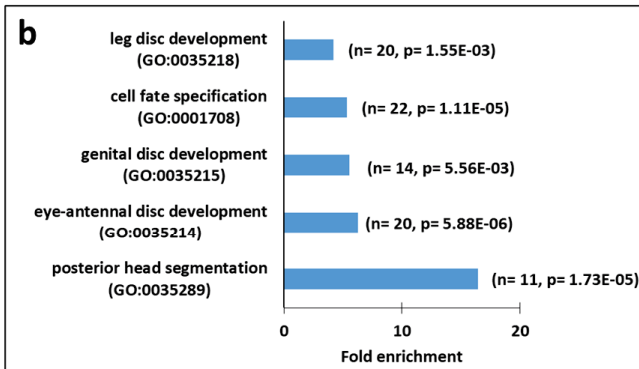 b
leg disc development
(GO:0035218)
(n= 20, p= 1.55E-03)
cell fate specification
(GO:0001708)
(n= 22, p= 1.11E-05)
genital disc development
(GO:0035215)
(n= 14, p= 5.56E-03)
eye-antennal disc development
(GO:0035214)
(n= 20, p= 5.88E-06)
posterior head segmentation
(GO:0035289)
(n= 11, p= 1.73E-05)
0 10 20
Fold enrichment